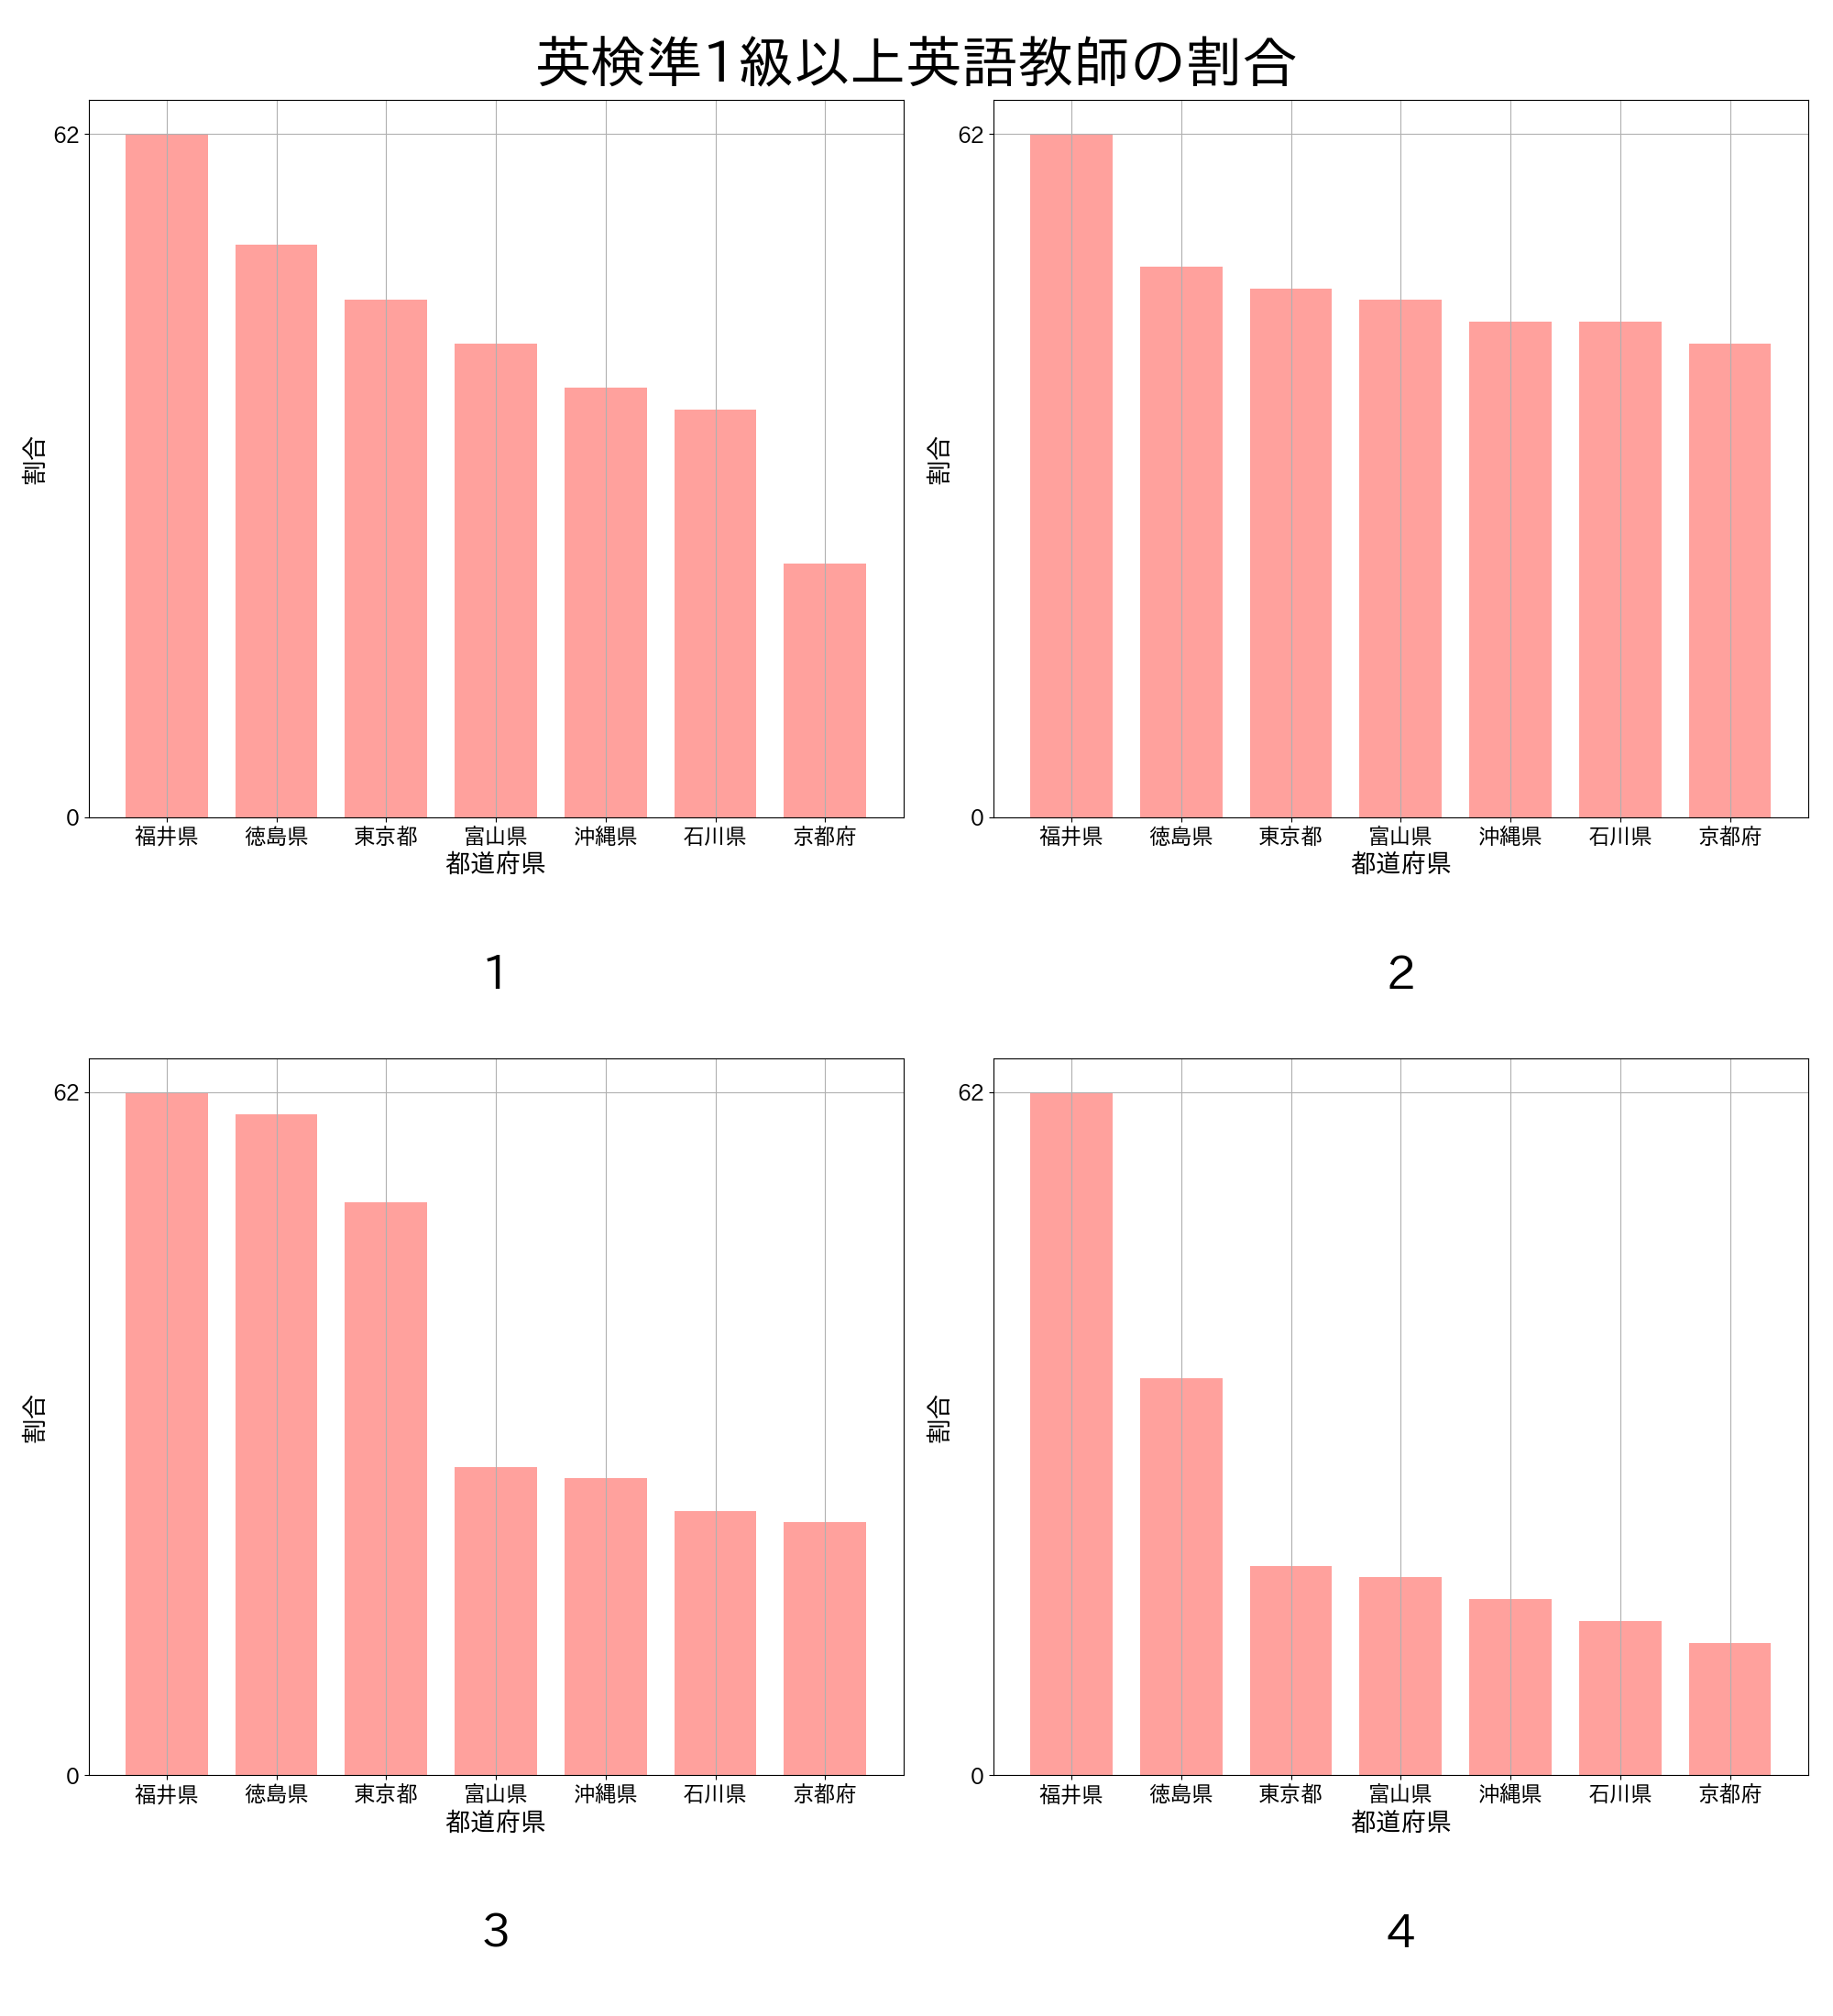 英検準1級以上英語教師の割合
62
0
割合
福井県 徳島県 東京都 富山県 沖縄県 石川県 京都府
都道府県
1
62
0
割合
福井県 徳島県 東京都 富山県 沖縄県 石川県 京都府
都道府県
2
62
0
割合
福井県 徳島県 東京都 富山県 沖縄県 石川県 京都府
都道府県
3
62
0
割合
福井県 徳島県 東京都 富山県 沖縄県 石川県 京都府
都道府県
4